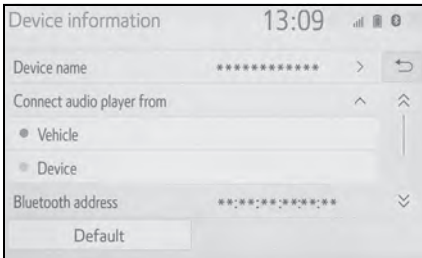 Device information 13:09
Device name ************ >
Connect audio player from
Vehicle
Device
Bluetooth address **:**:**:**:**:**
Default